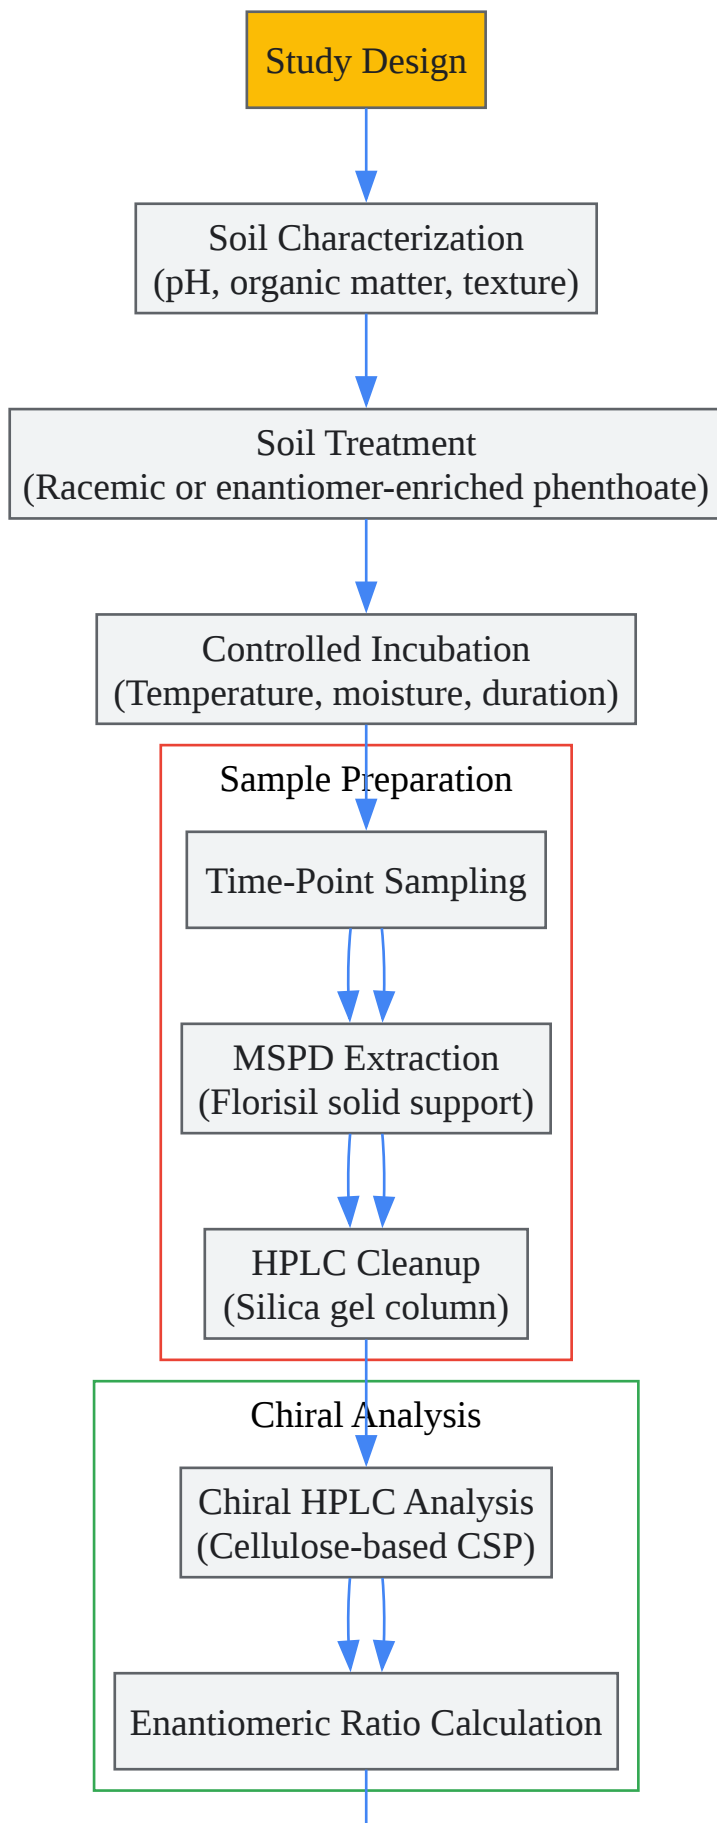 Study Design
Soil Characterization
(pH, organic matter, texture)
Soil Treatment
(Racemic or enantiomer-enriched phenthoate)
Controlled Incubation
(Temperature, moisture, duration)
Sample Preparation
Time-Point Sampling
MSPD Extraction
(Florisil solid support)
HPLC Cleanup
(Silica gel column)
Chiral Analysis
Chiral HPLC Analysis
(Cellulose-based CSP)
Enantiomeric Ratio Calculation